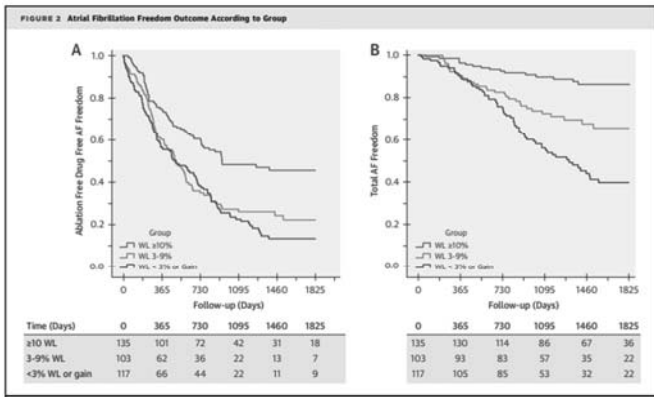 FIGURE 2 Atrial Fibrillation Freedom Outcome According to Group
A
B
Ablation Free Drug Free AF Freedom
1.0
0.8
0.6
0.4
0.2
0.0
Group
WL ≥10%
WL 3-9%
WL < 3% or Gain
0 365 730 1095 1460 1825
Follow-up (Days)
Total AF Freedom
1.0
0.8
0.6
0.4
0.2
0.0
Group
WL ≥10%
WL 3-9%
WL < 3% or Gain
0 365 730 1095 1460 1825
Follow-up (Days)
Time (Days) 0 365 730 1095 1460 1825 0 365 730 1095 1460 1825
≥10 WL 135 101 72 42 31 18 135 130 114 86 67 36
3-9% WL 103 62 36 22 13 7 103 93 83 57 35 22
<3% WL or gain 117 66 44 22 11 9 117 105 85 53 32 22